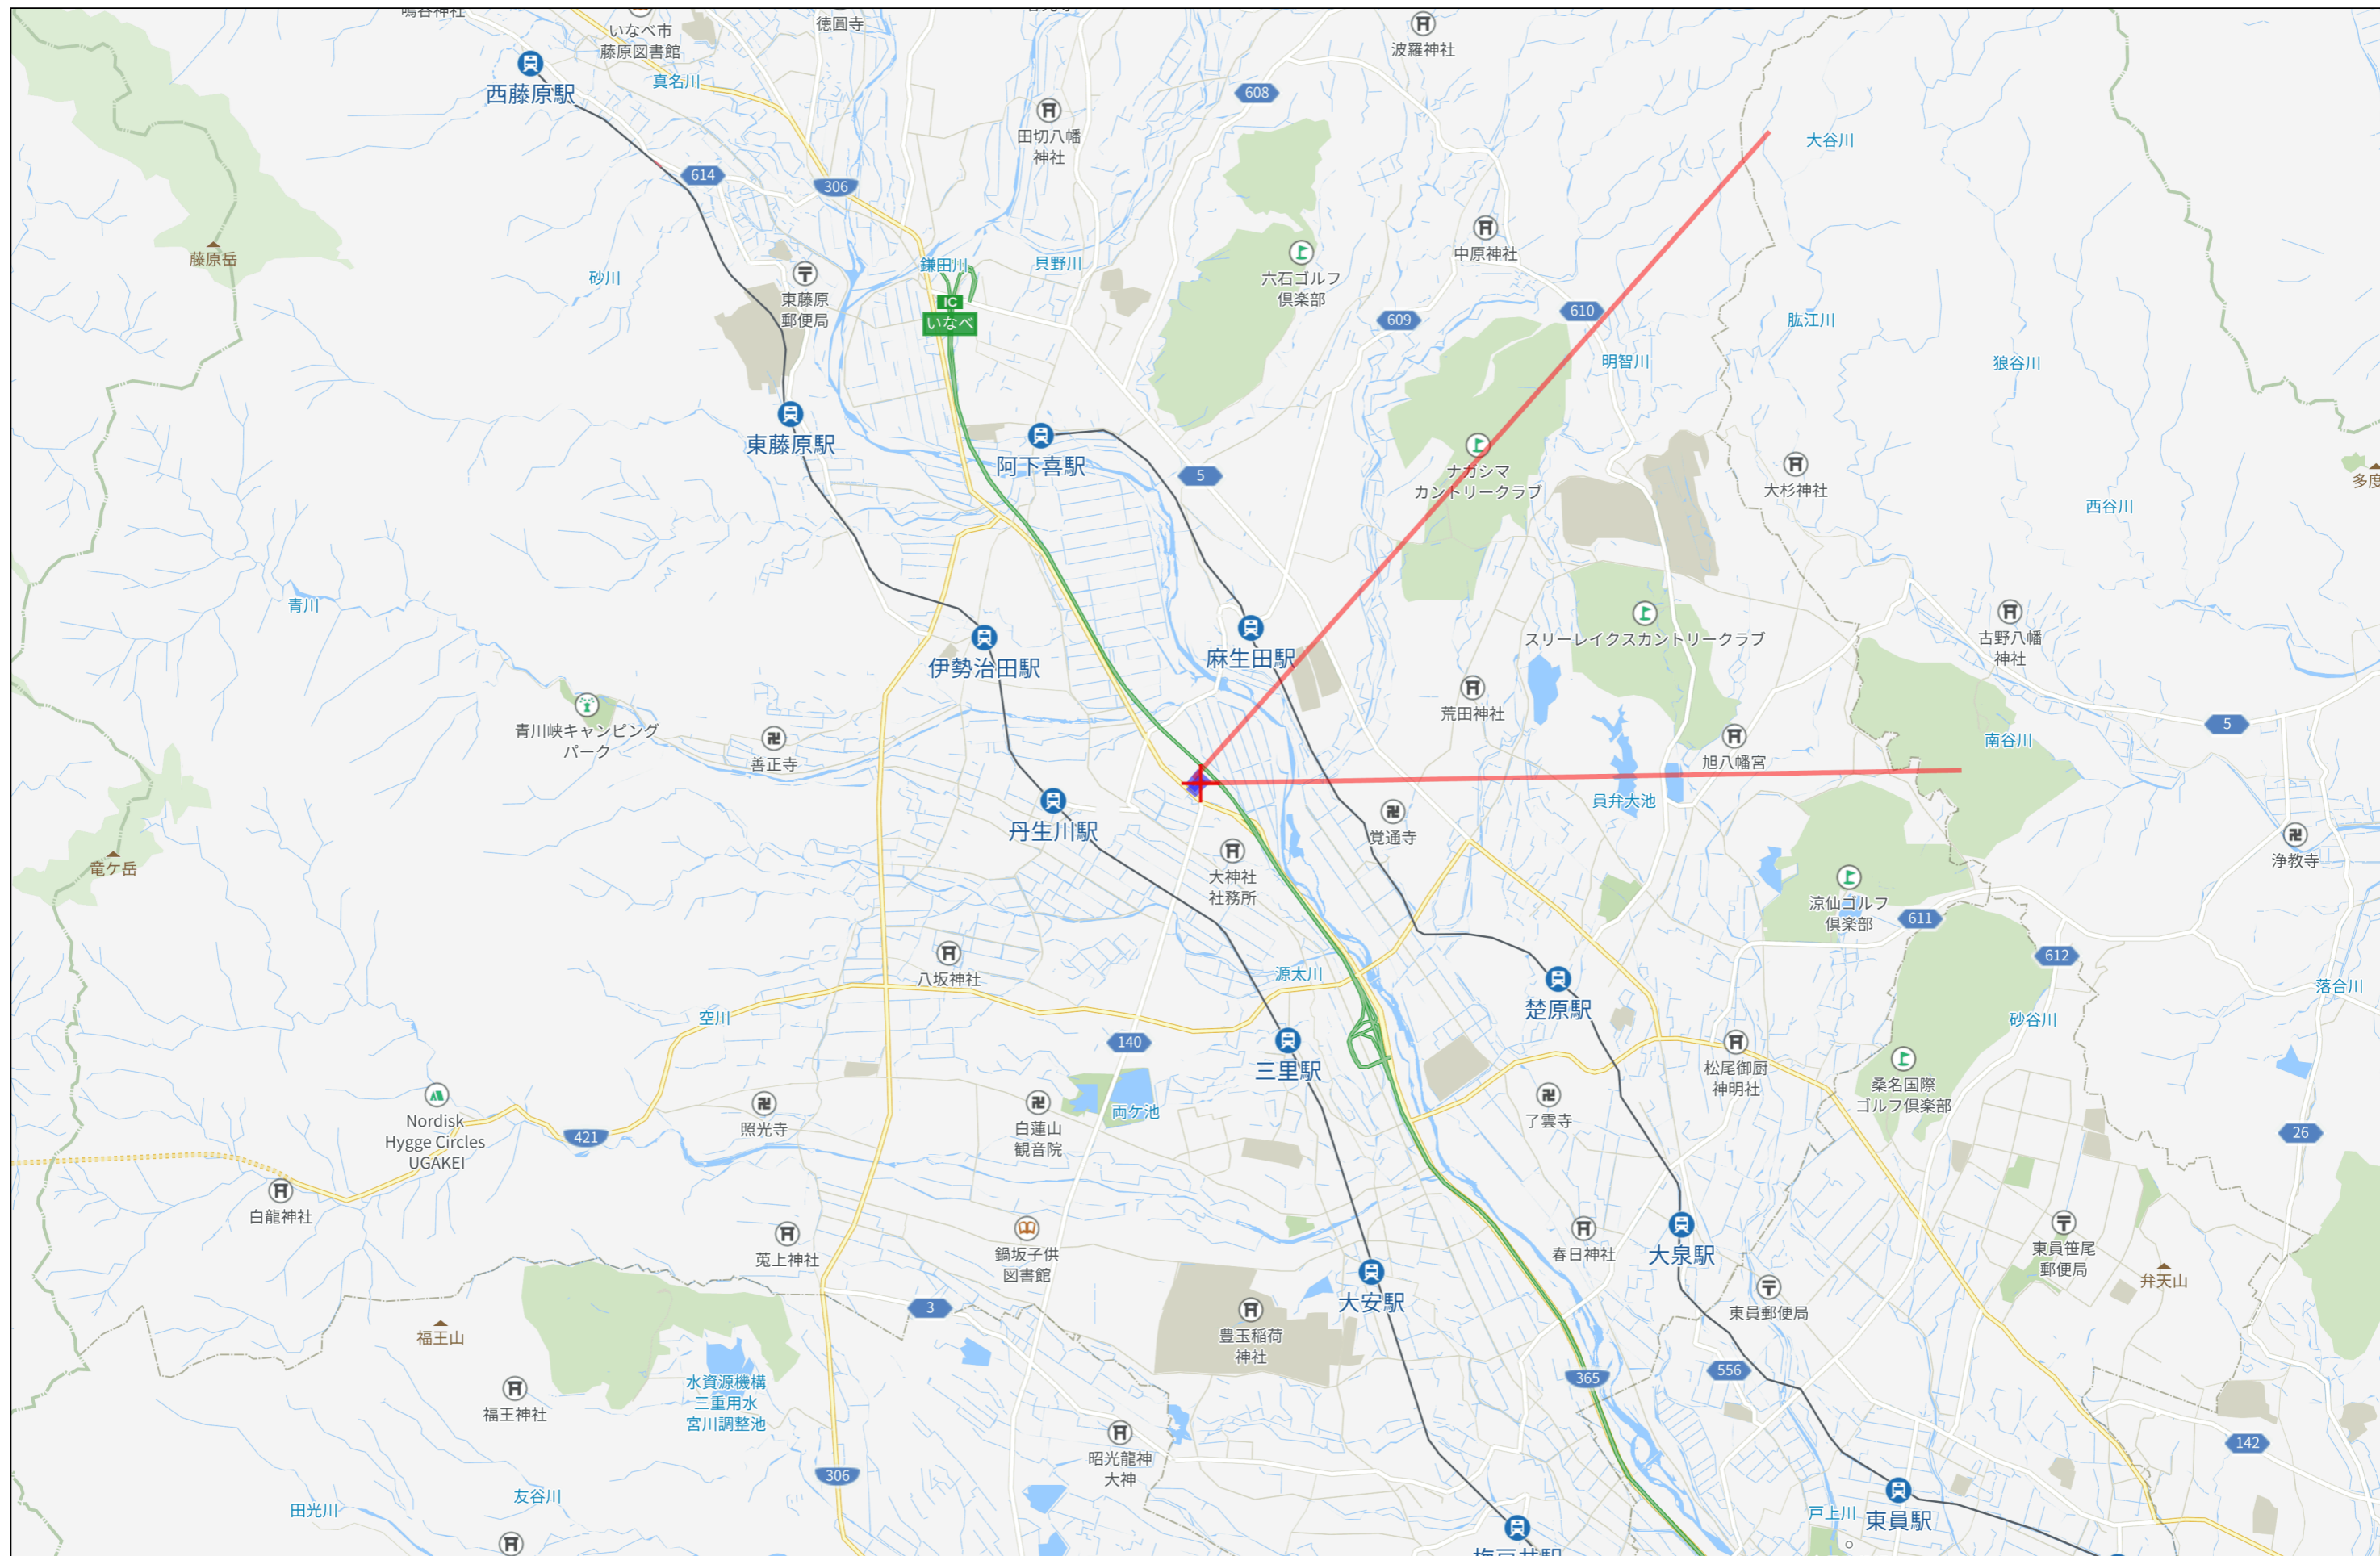 鳴谷神社
いなべ市
藤原図書館
徳圓寺
波羅神社
西藤原駅
真名川
608
田切八幡
神社
大谷川
614
306
中原神社
藤原岳
砂川
東藤原
郵便局
鎌田川
貝野川
六石ゴルフ
倶楽部
IC
いなべ
609
610
肱江川
明智川
狼谷川
東藤原駅
阿下喜駅
5
ナガシマ
カントリークラブ
大杉神社
多度
西谷川
青川
伊勢治田駅
麻生田駅
スリーレイクスカントリークラブ
古野八幡
神社
青川峡キャンピング
パーク
善正寺
荒田神社
旭八幡宮
南谷川
5
丹生川駅
員弁大池
覚通寺
浄教寺
竜ケ岳
大神社
社務所
涼仙ゴルフ
倶楽部
611
612
八坂神社
源太川
楚原駅
落合川
空川
砂谷川
140
三里駅
松尾御厨
神明社
桑名国際
ゴルフ倶楽部
Nordisk
Hygge Circles
UGAKEI
421
照光寺
白蓮山
観音院
両ケ池
了雲寺
26
白龍神社
菟上神社
鍋坂子供
図書館
春日神社
大泉駅
東員笹尾
郵便局
弁天山
3
大安駅
東員郵便局
福王山
豊玉稲荷
神社
水資源機構
三重用水
宮川調整池
福王神社
365
556
昭光龍神
大神
142
306
田光川
友谷川
戸上川
東員駅
梅戸井駅